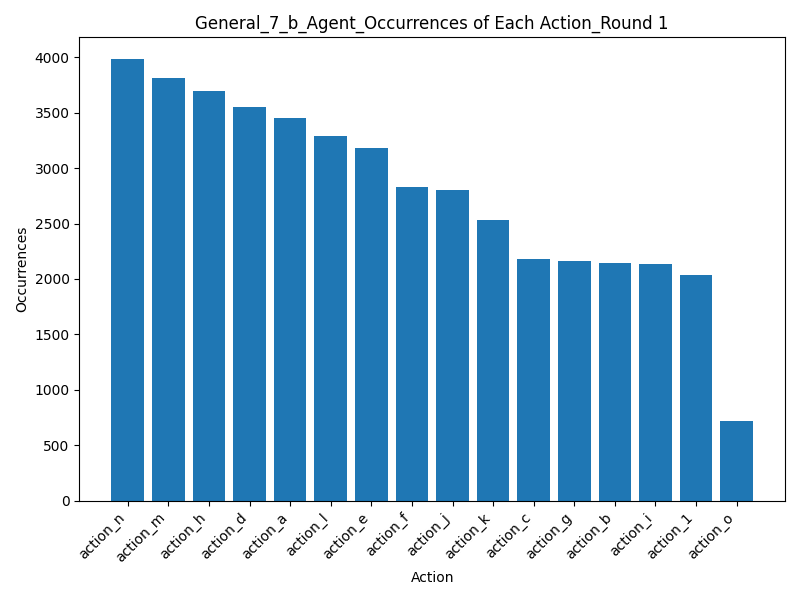 General_7_b_Agent_Occurrences of Each Action_Round 1
4000
3500
3000
2500
2000
1500
1000
500
0
Occurrences
action_n
action_m
action_h
action_d
action_a
action_l
action_e
action_f
action_j
action_k
action_c
action_g
action_b
action_i
action_1
action_o
Action